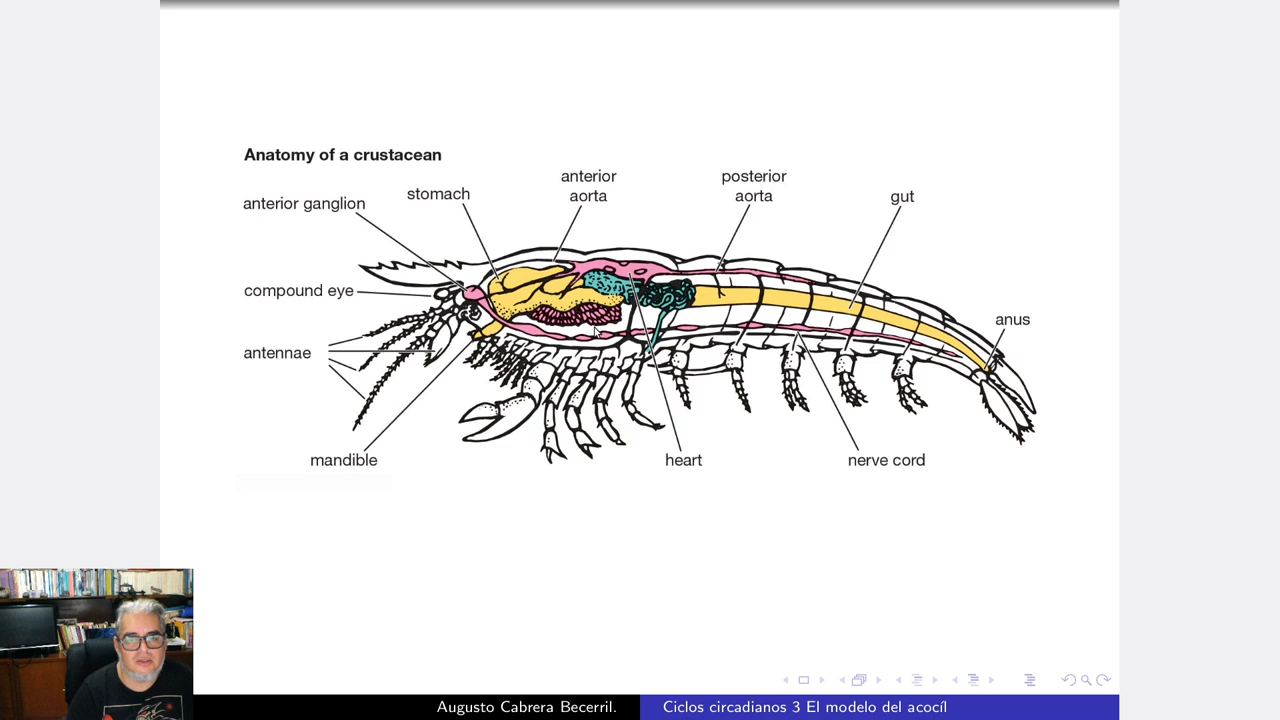 Anatomy of a crustacean
anterior ganglion
stomach
anterior
aorta
posterior
aorta
gut
compound eye
antennae
anus
mandible
heart
nerve cord
Augusto Cabrera Becerril.
Ciclos circadianos 3 El modelo del acocíl